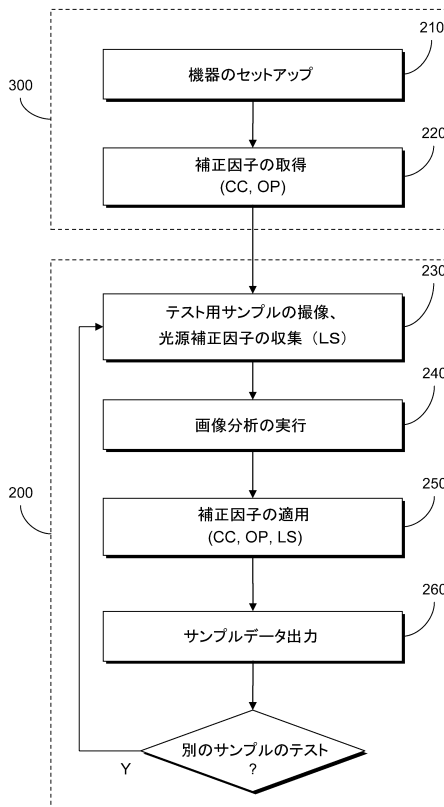 210
機器のセットアップ
300
220
補正因子の取得
(CC, OP)
230
テスト用サンプルの撮像、
光源補正因子の収集（LS）
240
画像分析の実行
200
250
補正因子の適用
(CC, OP, LS)
260
サンプルデータ出力
別のサンプルのテスト
?
Y